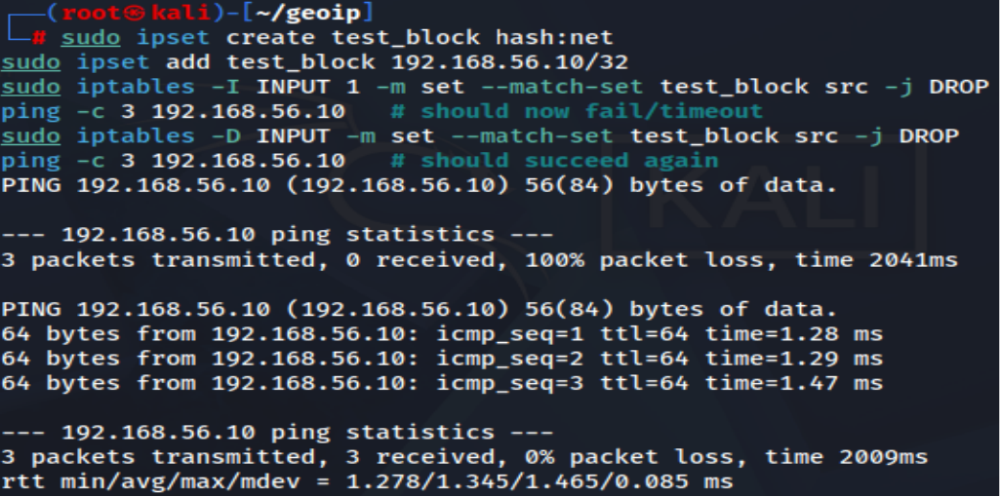 ┌──(root㉿kali)-[~/geoip]
└─# sudo ipset create test_block hash:net
sudo ipset add test_block 192.168.56.10/32
sudo iptables -I INPUT 1 -m set --match-set test_block src -j DROP
ping -c 3 192.168.56.10   # should now fail/timeout
sudo iptables -D INPUT -m set --match-set test_block src -j DROP
ping -c 3 192.168.56.10   # should succeed again
PING 192.168.56.10 (192.168.56.10) 56(84) bytes of data.

--- 192.168.56.10 ping statistics ---
3 packets transmitted, 0 received, 100% packet loss, time 2041ms

PING 192.168.56.10 (192.168.56.10) 56(84) bytes of data.
64 bytes from 192.168.56.10: icmp_seq=1 ttl=64 time=1.28 ms
64 bytes from 192.168.56.10: icmp_seq=2 ttl=64 time=1.29 ms
64 bytes from 192.168.56.10: icmp_seq=3 ttl=64 time=1.47 ms

--- 192.168.56.10 ping statistics ---
3 packets transmitted, 3 received, 0% packet loss, time 2009ms
rtt min/avg/max/mdev = 1.278/1.345/1.465/0.085 ms
KALI